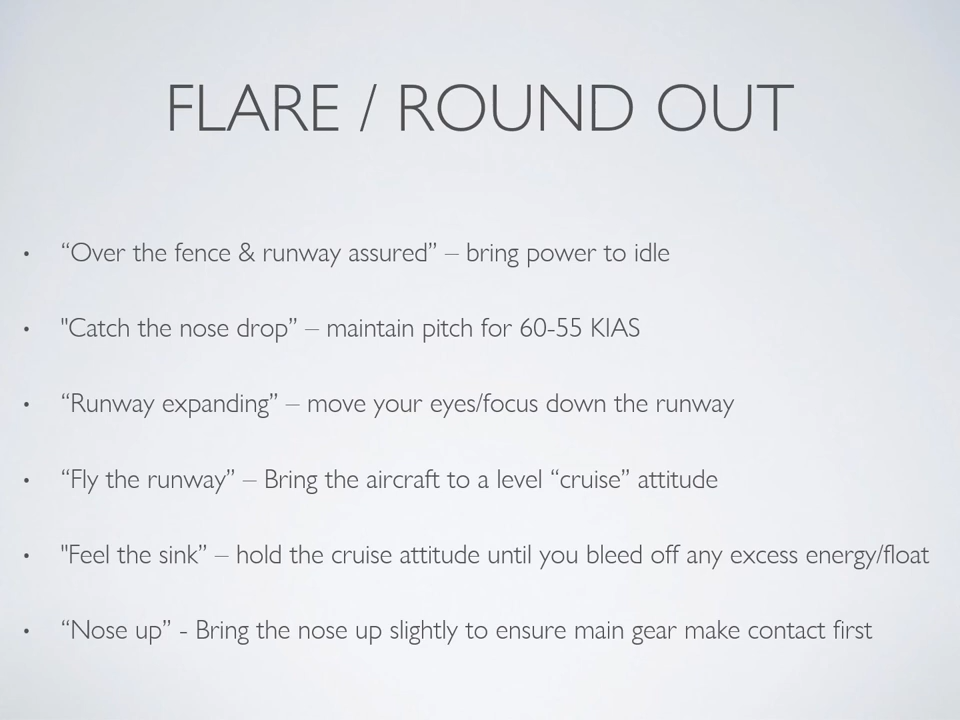 FLARE / ROUND OUT
• “Over the fence & runway assured” – bring power to idle
• "Catch the nose drop” – maintain pitch for 60-55 KIAS
• “Runway expanding” – move your eyes/focus down the runway
• “Fly the runway” – Bring the aircraft to a level “cruise” attitude
• "Feel the sink” – hold the cruise attitude until you bleed off any excess energy/float
• “Nose up” - Bring the nose up slightly to ensure main gear make contact first